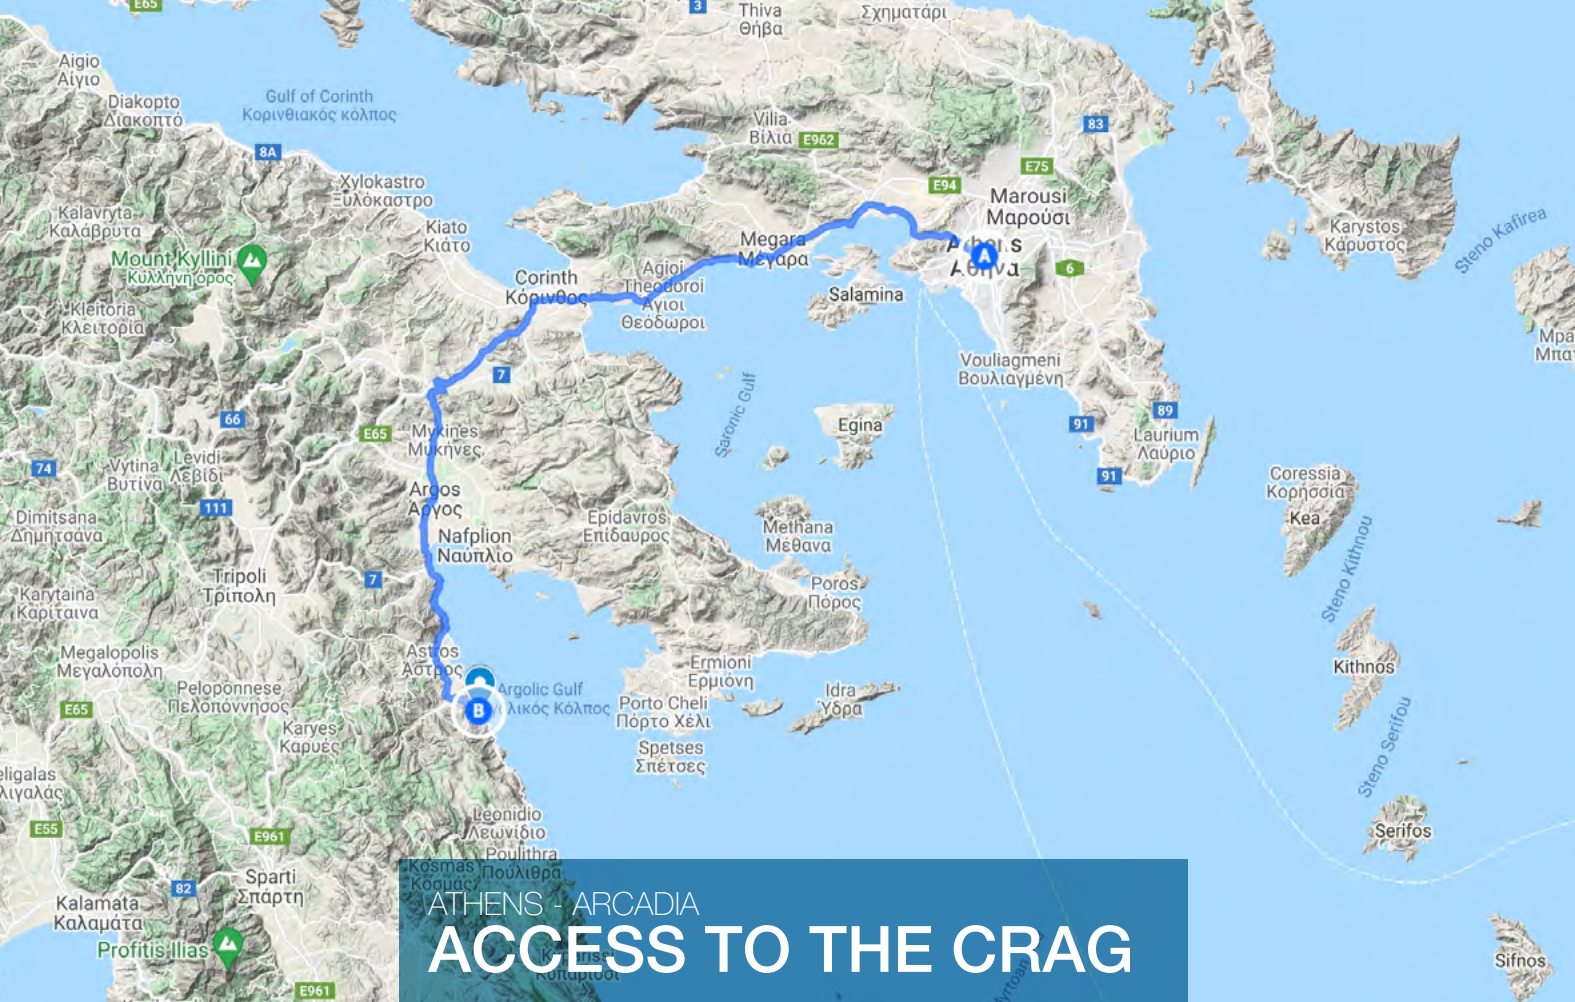 E65
3
Thiva
Θήβα
Σχηματάρι
Aigio
Αίγιο
Diakopto
Διακοπτό
Gulf of Corinth
Κορινθιακός κόλπος
Vilia
Βίλια
E962
83
8A
E75
E94
Xylokastro
Ξυλόκαστρο
Marousi
Μαρούσι
Kalavryta
Καλάβρυτα
Kiato
Κιάτο
Megara
Μέγαρα
A
Αθήνα
Karystos
Κάρυστος
Steno Kafirea
Mount Kyllini
Κυλλήνη όρος
Corinth
Κόρινθος
Agioi
Theodoroi
Άγιοι
Θεόδωροι
6
Salamina
Kleitoria
Κλειτορία
Vouliagmeni
Βουλιαγμένη
7
Saronic Gulf
66
E65
Mykines
Μυκήνες
Egina
91
89
Laurium
Λαύριο
74
Vytina
Βυτίνα
Levidi
Λεβίδι
91
Coressia
Κορησσία
Kea
111
Argos
Άργος
Dimitsana
Δημητσάνα
Nafplion
Ναύπλιο
Epidavros
Επίδαυρος
Methana
Μέθανα
Steno Kithnou
Tripoli
Τρίπολη
7
Poros
Πόρος
Karytaina
Καρίταινα
Megalopolis
Μεγαλόπολη
Astros
Άστρος
Ermioni
Ερμιόνη
Kithnos
Peloponnese
Πελοπόννησος
Argolic Gulf
Κόλπος
B
Porto Cheli
Πόρτο Χέλι
Idra
Ύδρα
E65
Karyes
Καρυές
Spetses
Σπέτσες
Steno Serifou
E55
E961
Leonidio
Λεωνίδιο
Poulithra
Πούλιθρα
Kosmas
Κοσμάς
Serifos
82
Sparti
Σπάρτη
Kalamata
Καλαμάτα
Profitis Ilias
E961
ATHENS - ARCADIA
ACCESS TO THE CRAG
Sifnos